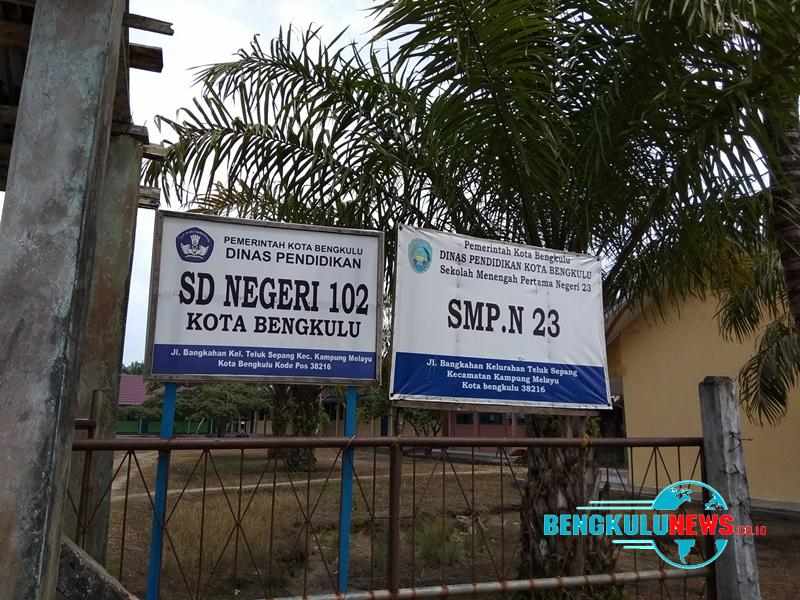 PEMERINTAH KOTA BENGKULU
DINAS PENDIDIKAN
SD NEGERI 102
KOTA BENGKULU
Jl. Bangkahan Kel. Teluk Sepang Kec. Kampung Melayu
Kota Bengkulu Kode Pos 38216
Pemerintah Kota Bengkulu
DINAS PENDIDIKAN KOTA BENGKULU
Sekolah Menengah Pertama Negeri 23
SMP.N 23
Jl. Bangkahan Kelurahan Teluk Sepang
Kecamatan Kampung Melayu
Kota bengkulu 38216
BENGKULUNEWS.co.id